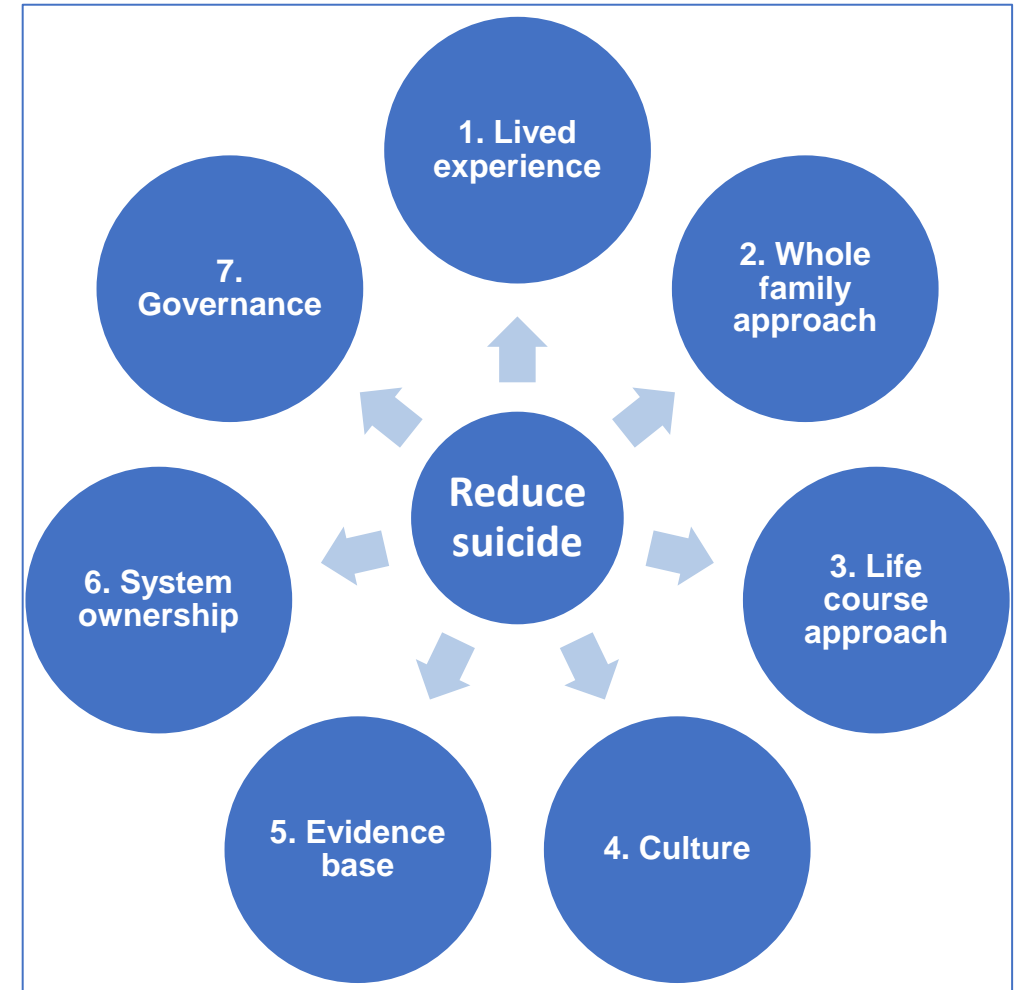 1. Lived
experience
2. Whole
family
approach
3. Life
course
approach
4. Culture
5. Evidence
base
6. System
ownership
7.
Governance
Reduce
suicide